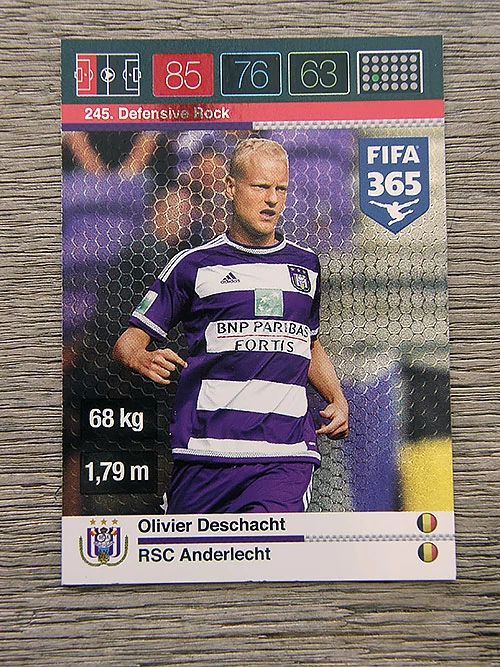 85 76 63
245. Defensive Rock
FIFA
365
adidas
BNP PARIBAS
FORTIS
68 kg
1,79 m
Olivier Deschacht
RSC Anderlecht